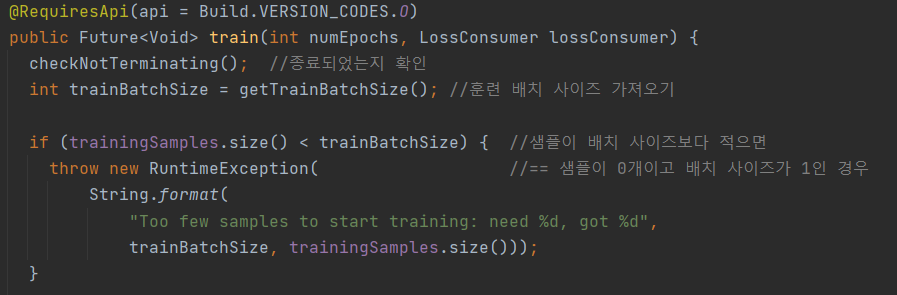 @RequiresApi(api = Build.VERSION_CODES.O)
public Future<Void> train(int numEpochs, LossConsumer lossConsumer) {
checkNotTerminating();  //종료되었는지 확인
int trainBatchSize = getTrainBatchSize(); //훈련 배치 사이즈 가져오기
if (trainingSamples.size() < trainBatchSize) {  //샘플이 배치 사이즈보다 적으면
throw new RuntimeException(                   //== 샘플이 0개이고 배치 사이즈가 1인 경우
String.format(
"Too few samples to start training: need %d, got %d",
trainBatchSize, trainingSamples.size()));
}